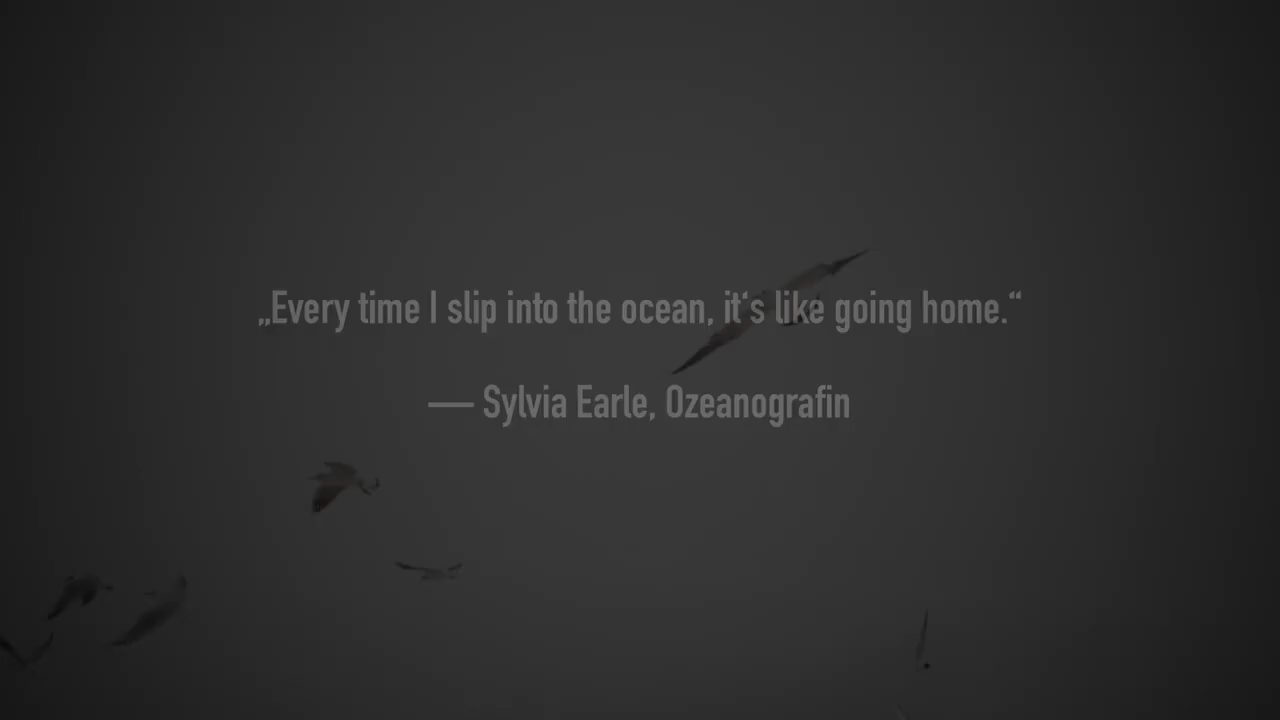 „Every time I slip into the ocean, it‘s like going home.“
— Sylvia Earle, Ozeanografin